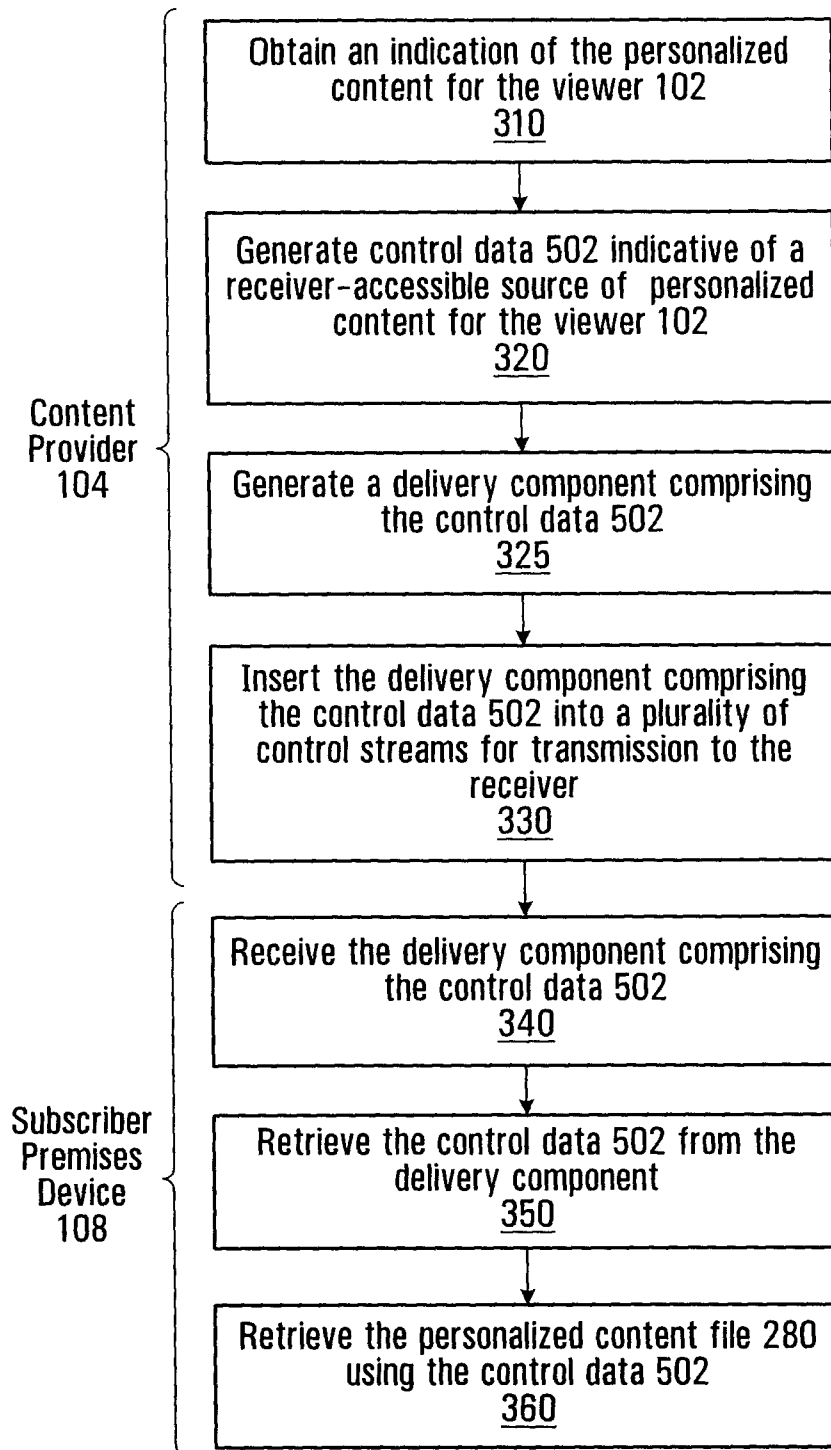 Obtain an indication of the personalized
content for the viewer 102
310
Generate control data 502 indicative of a
receiver-accessible source of personalized
content for the viewer 102
320
Content
Provider
104
Generate a delivery component comprising
the control data 502
325
Insert the delivery component comprising
the control data 502 into a plurality of
control streams for transmission to the
receiver
330
Receive the delivery component comprising
the control data 502
340
Subscriber
Premises
Device
108
Retrieve the control data 502 from the
delivery component
350
Retrieve the personalized content file 280
using the control data 502
360